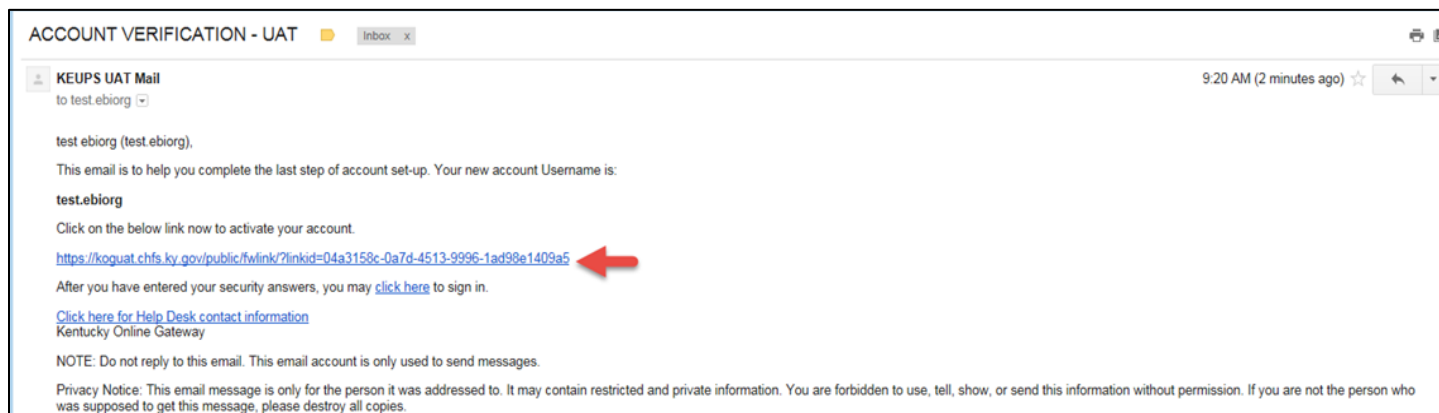 ACCOUNT VERIFICATION - UAT
Inbox x
KEUPS UAT Mail
9:20 AM (2 minutes ago)
to test.ebiorg
test ebiorg (test.ebiorg),
This email is to help you complete the last step of account set-up. Your new account Username is:
test.ebiorg
Click on the below link now to activate your account.
https://koguat.chfs.ky.gov/public/fwlink/?linkid=04a3158c-0a7d-4513-9996-1ad98e1409a5
After you have entered your security answers, you may click here to sign in.
Click here for Help Desk contact information
Kentucky Online Gateway
NOTE: Do not reply to this email. This email account is only used to send messages.
Privacy Notice: This email message is only for the person it was addressed to. It may contain restricted and private information. You are forbidden to use, tell, show, or send this information without permission. If you are not the person who
was supposed to get this message, please destroy all copies.